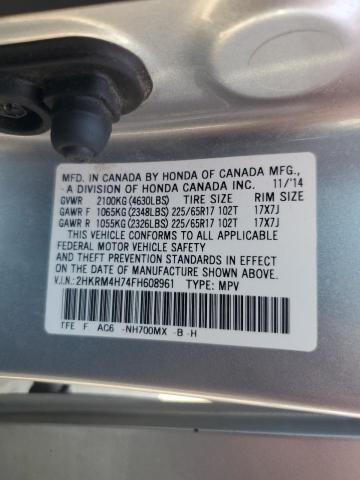 MFD. IN CANADA BY HONDA OF CANADA MFG.,
A DIVISION OF HONDA CANADA INC. 11/'14
GVWR 2100KG (4630LBS) TIRE SIZE RIM SIZE
GAWR F 1065KG (2348LBS) 225/65R17 102T 17X7J
GAWR R 1055KG (2326LBS) 225/65R17 102T 17X7J
THIS VEHICLE CONFORMS TO ALL APPLICABLE
FEDERAL MOTOR VEHICLE SAFETY
AND THEFT PREVENTION STANDARDS IN EFFECT
ON THE DATE OF MANUFACTURE SHOWN ABOVE.
V.I.N.: 2HKRM4H74FH608961 TYPE: MPV
TFE F AC6 -NH700MX -B -H